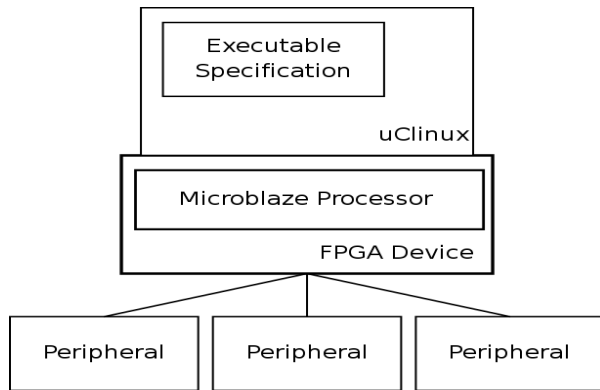 Executable
Specification
uClinux
Microblaze Processor
FPGA Device
Peripheral
Peripheral
Peripheral